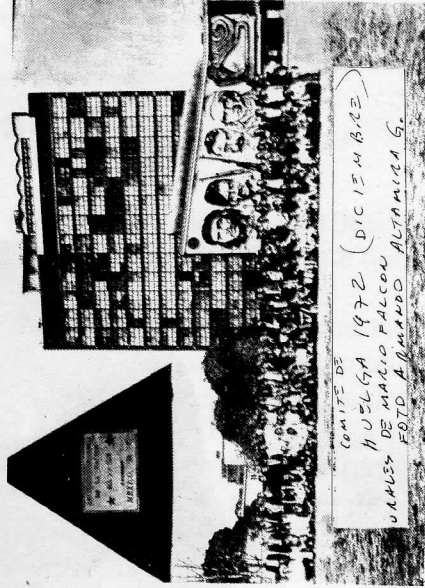 COMITE DE
HUELGA 1972 (DICIEMBRE)
URALES DE MARIO FALCON
FOTO ARMANDO ALTAMIRA G.